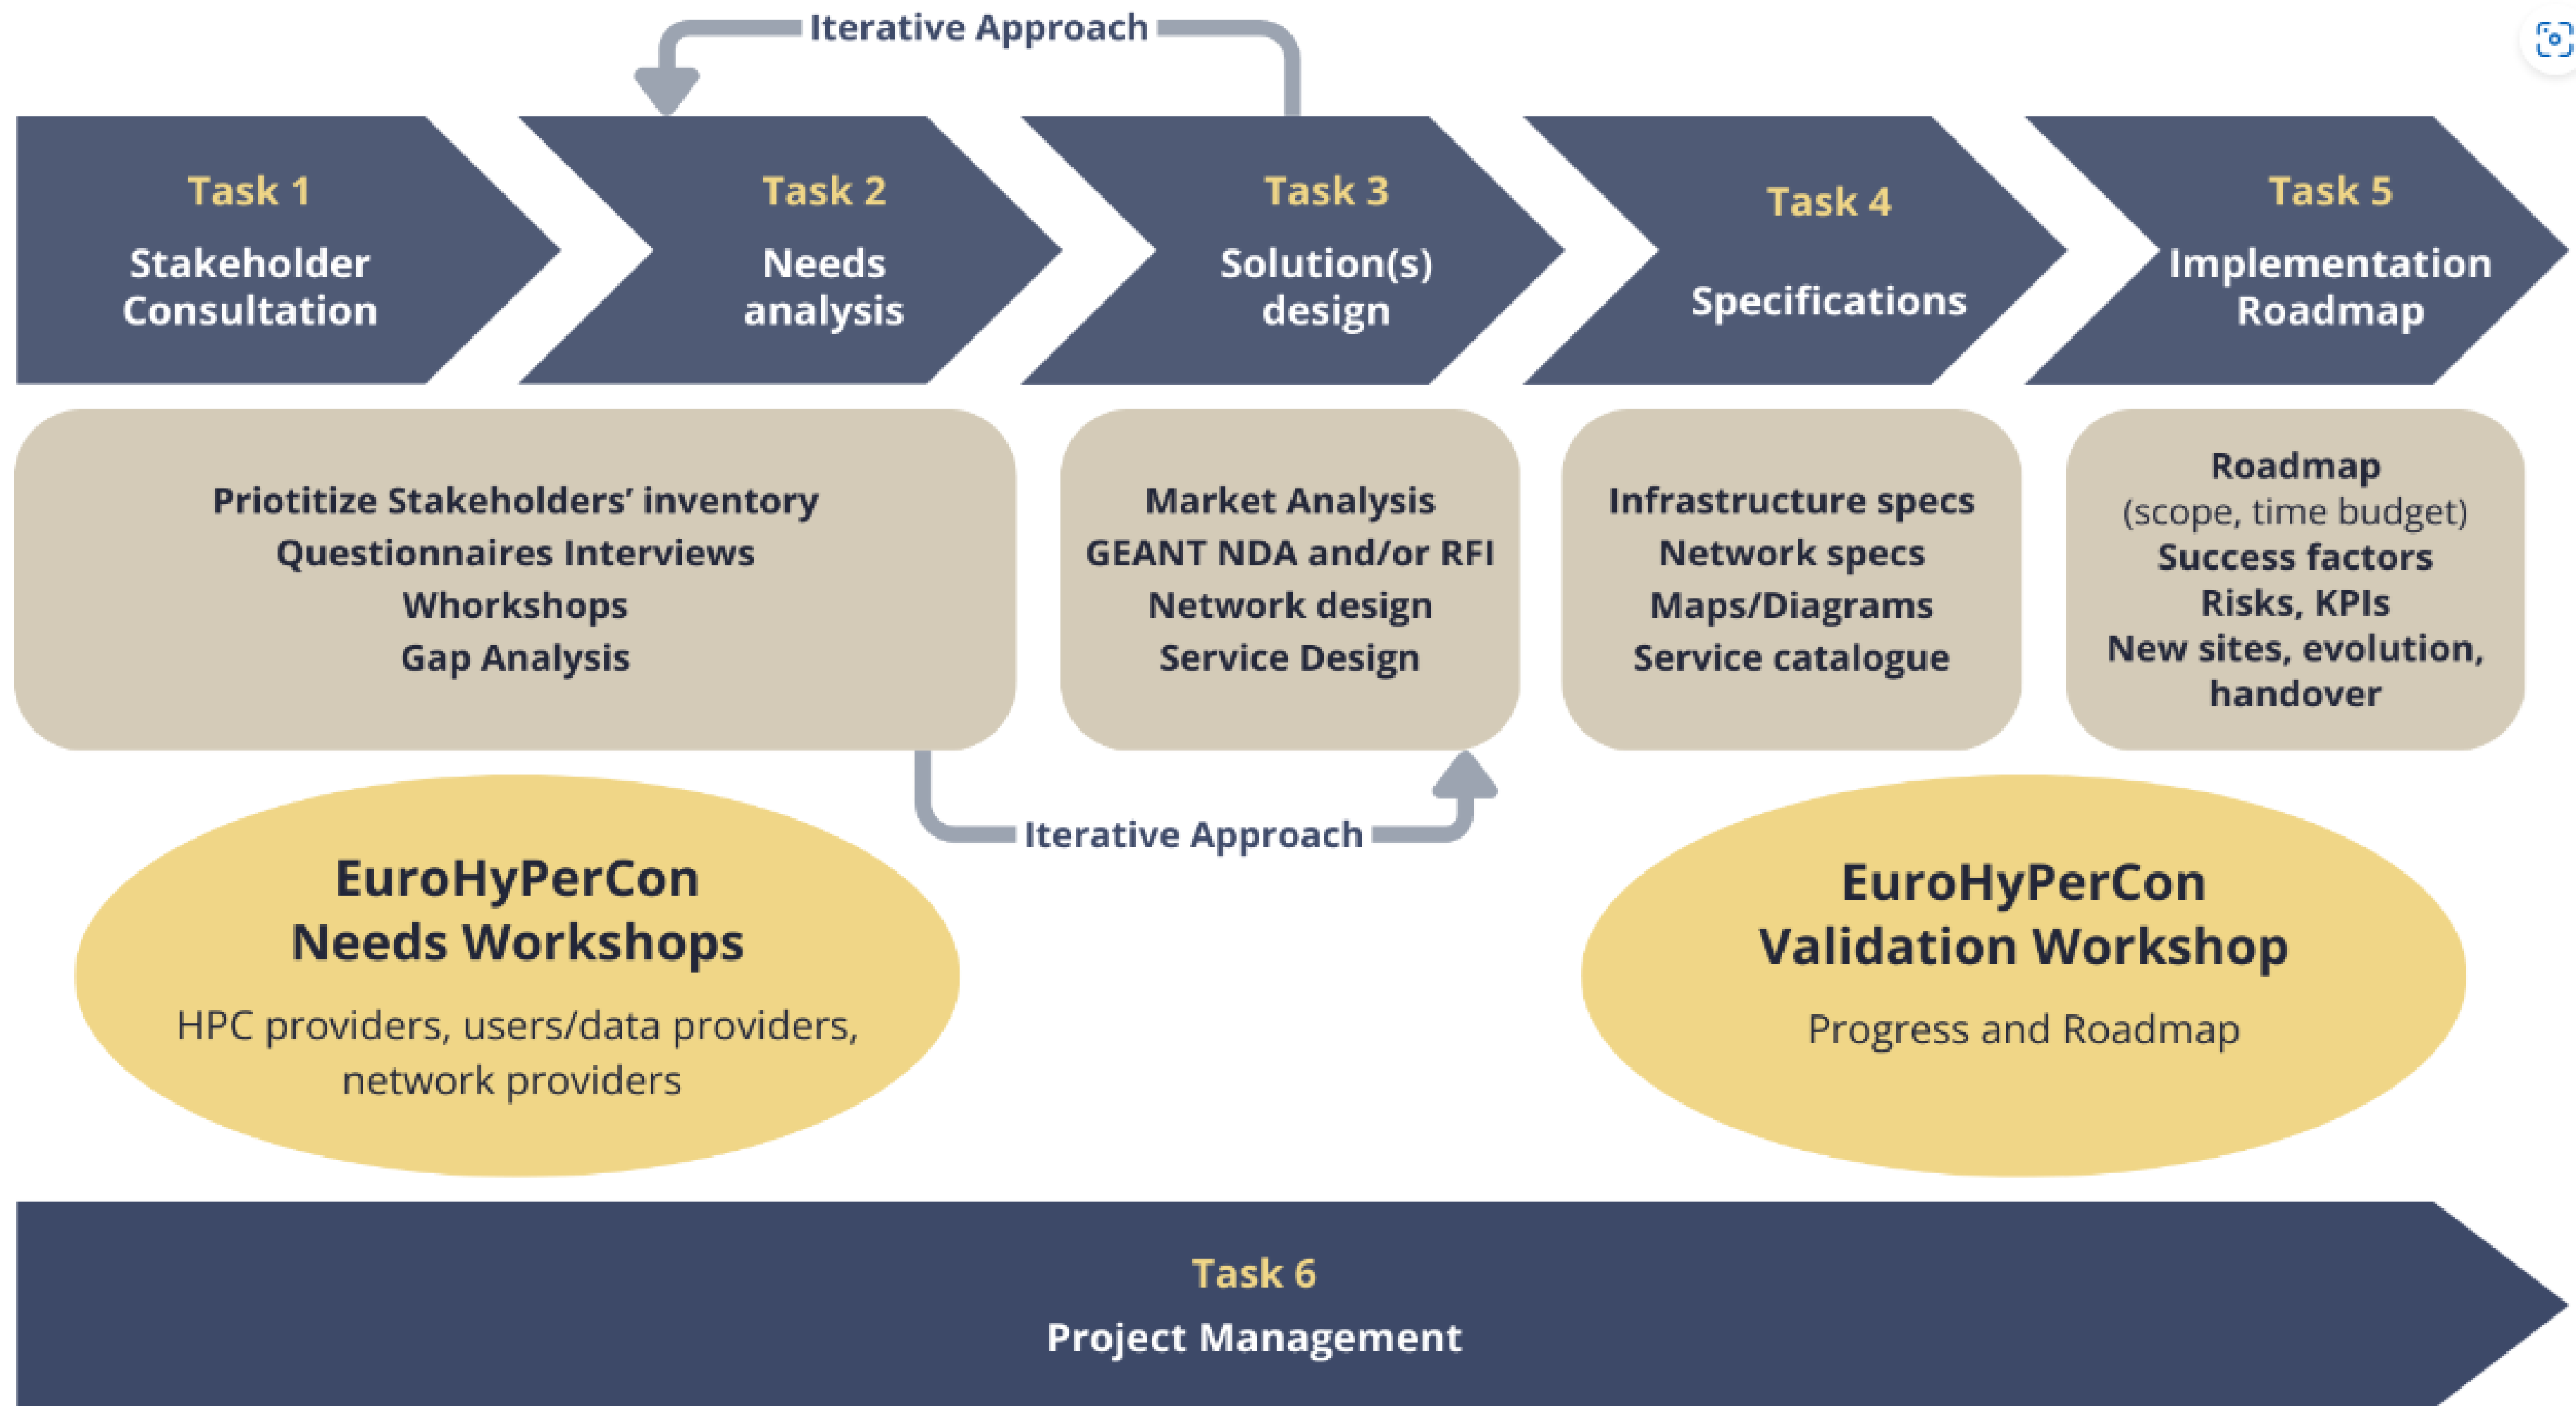 Iterative Approach
Task 1
Stakeholder
Consultation
Task 2
Needs
analysis
Task 3
Solution(s)
design
Task 4
Specifications
Task 5
Implementation
Roadmap
Priotitize Stakeholders’ inventory
Questionnaires Interviews
Whorkshops
Gap Analysis
Market Analysis
GEANT NDA and/or RFI
Network design
Service Design
Infrastructure specs
Network specs
Maps/Diagrams
Service catalogue
Roadmap
(scope, time budget)
Success factors
Risks, KPIs
New sites, evolution,
handover
Iterative Approach
EuroHyPerCon
Needs Workshops
HPC providers, users/data providers,
network providers
EuroHyPerCon
Validation Workshop
Progress and Roadmap
Task 6
Project Management